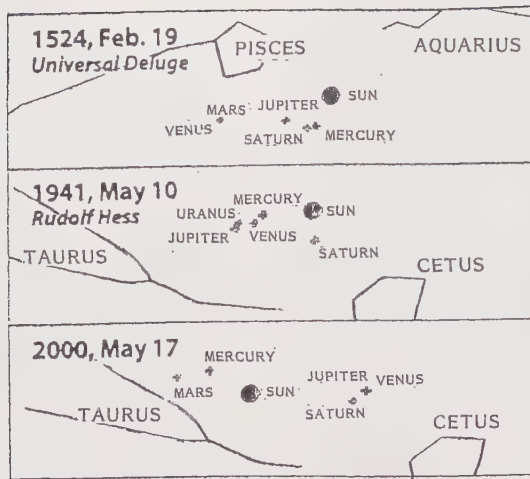 1524, Feb. 19
Universal Deluge
PISCES
AQUARIUS
SUN
MARS JUPITER
VENUS
SATURN MERCURY
1941, May 10
Rudolf Hess
MERCURY
URANUS SUN
JUPITER VENUS
SATURN
TAURUS
CETUS
2000, May 17
MERCURY
MARS SUN
JUPITER VENUS
SATURN
TAURUS
CETUS